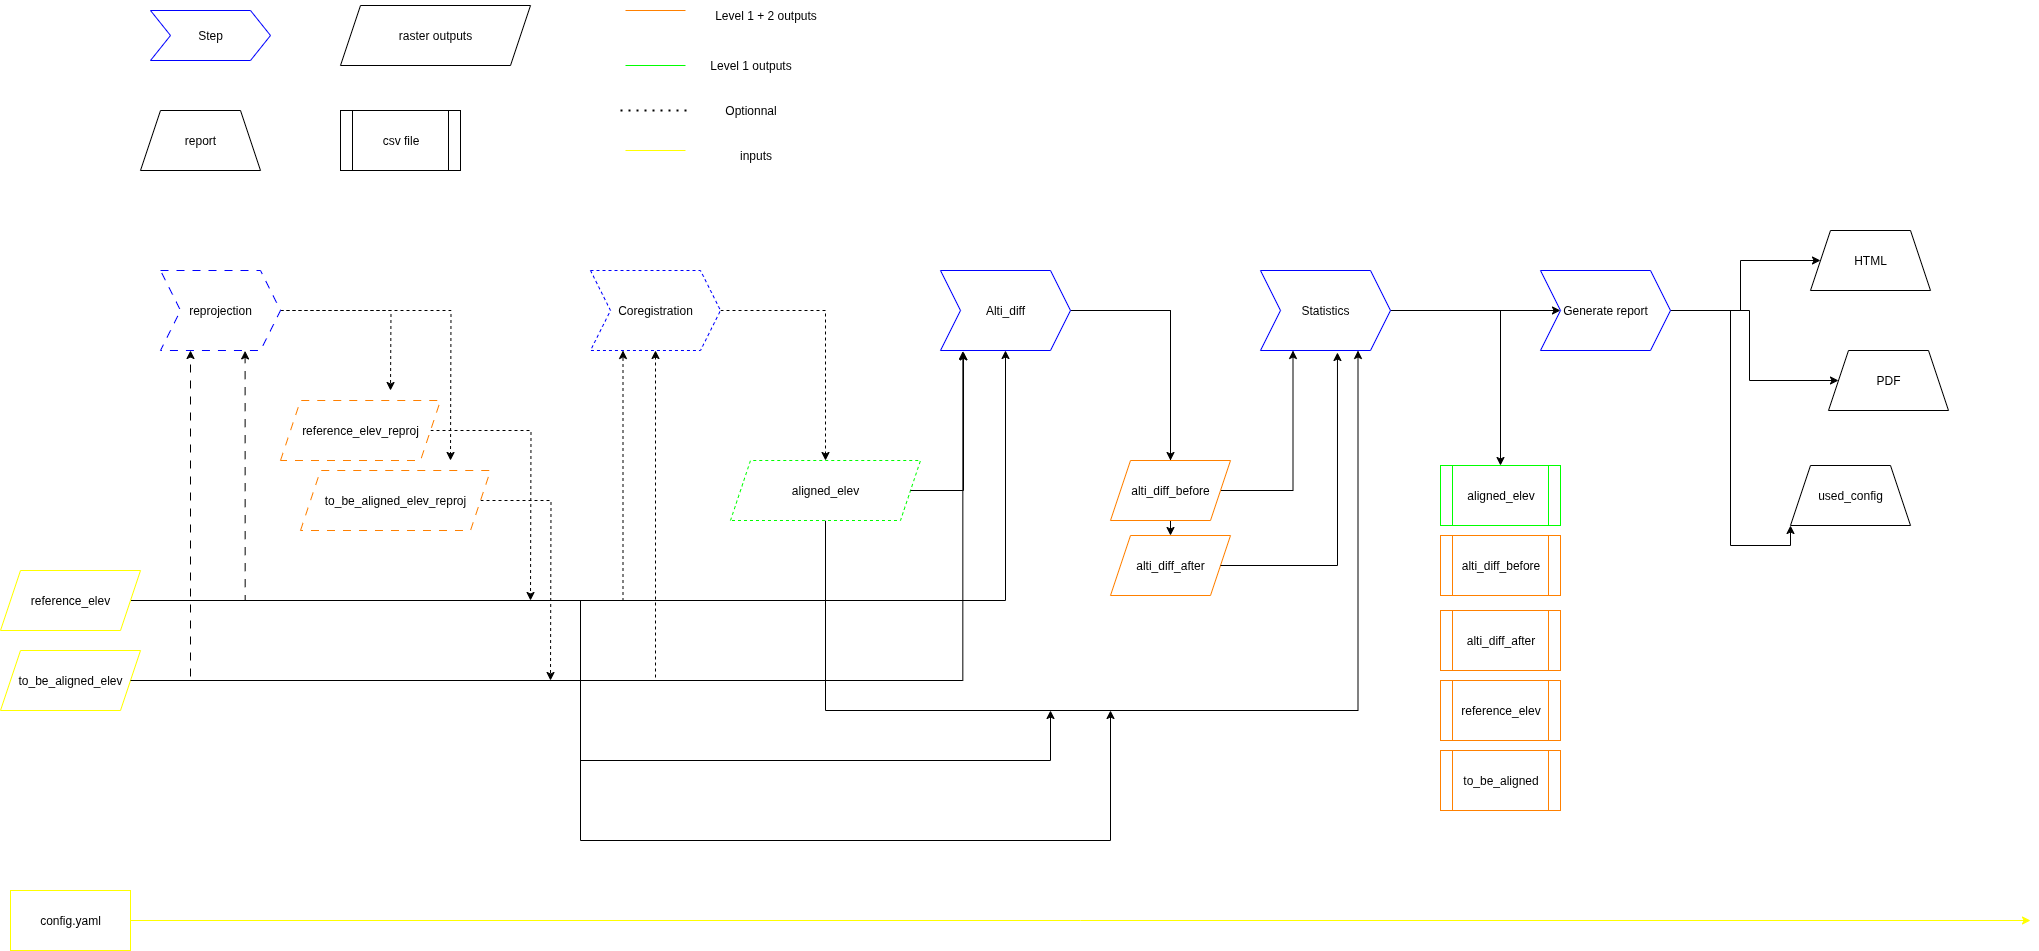 Step
raster outputs
Level 1 + 2 outputs
Level 1 outputs
Optionnal
inputs
report
csv file
reprojection
Coregistration
Alti_diff
Statistics
Generate report
HTML
PDF
used_config
reference_elev_reproj
to_be_aligned_elev_reproj
aligned_elev
alti_diff_before
alti_diff_after
aligned_elev
alti_diff_before
alti_diff_after
reference_elev
to_be_aligned
reference_elev
to_be_aligned_elev
config.yaml